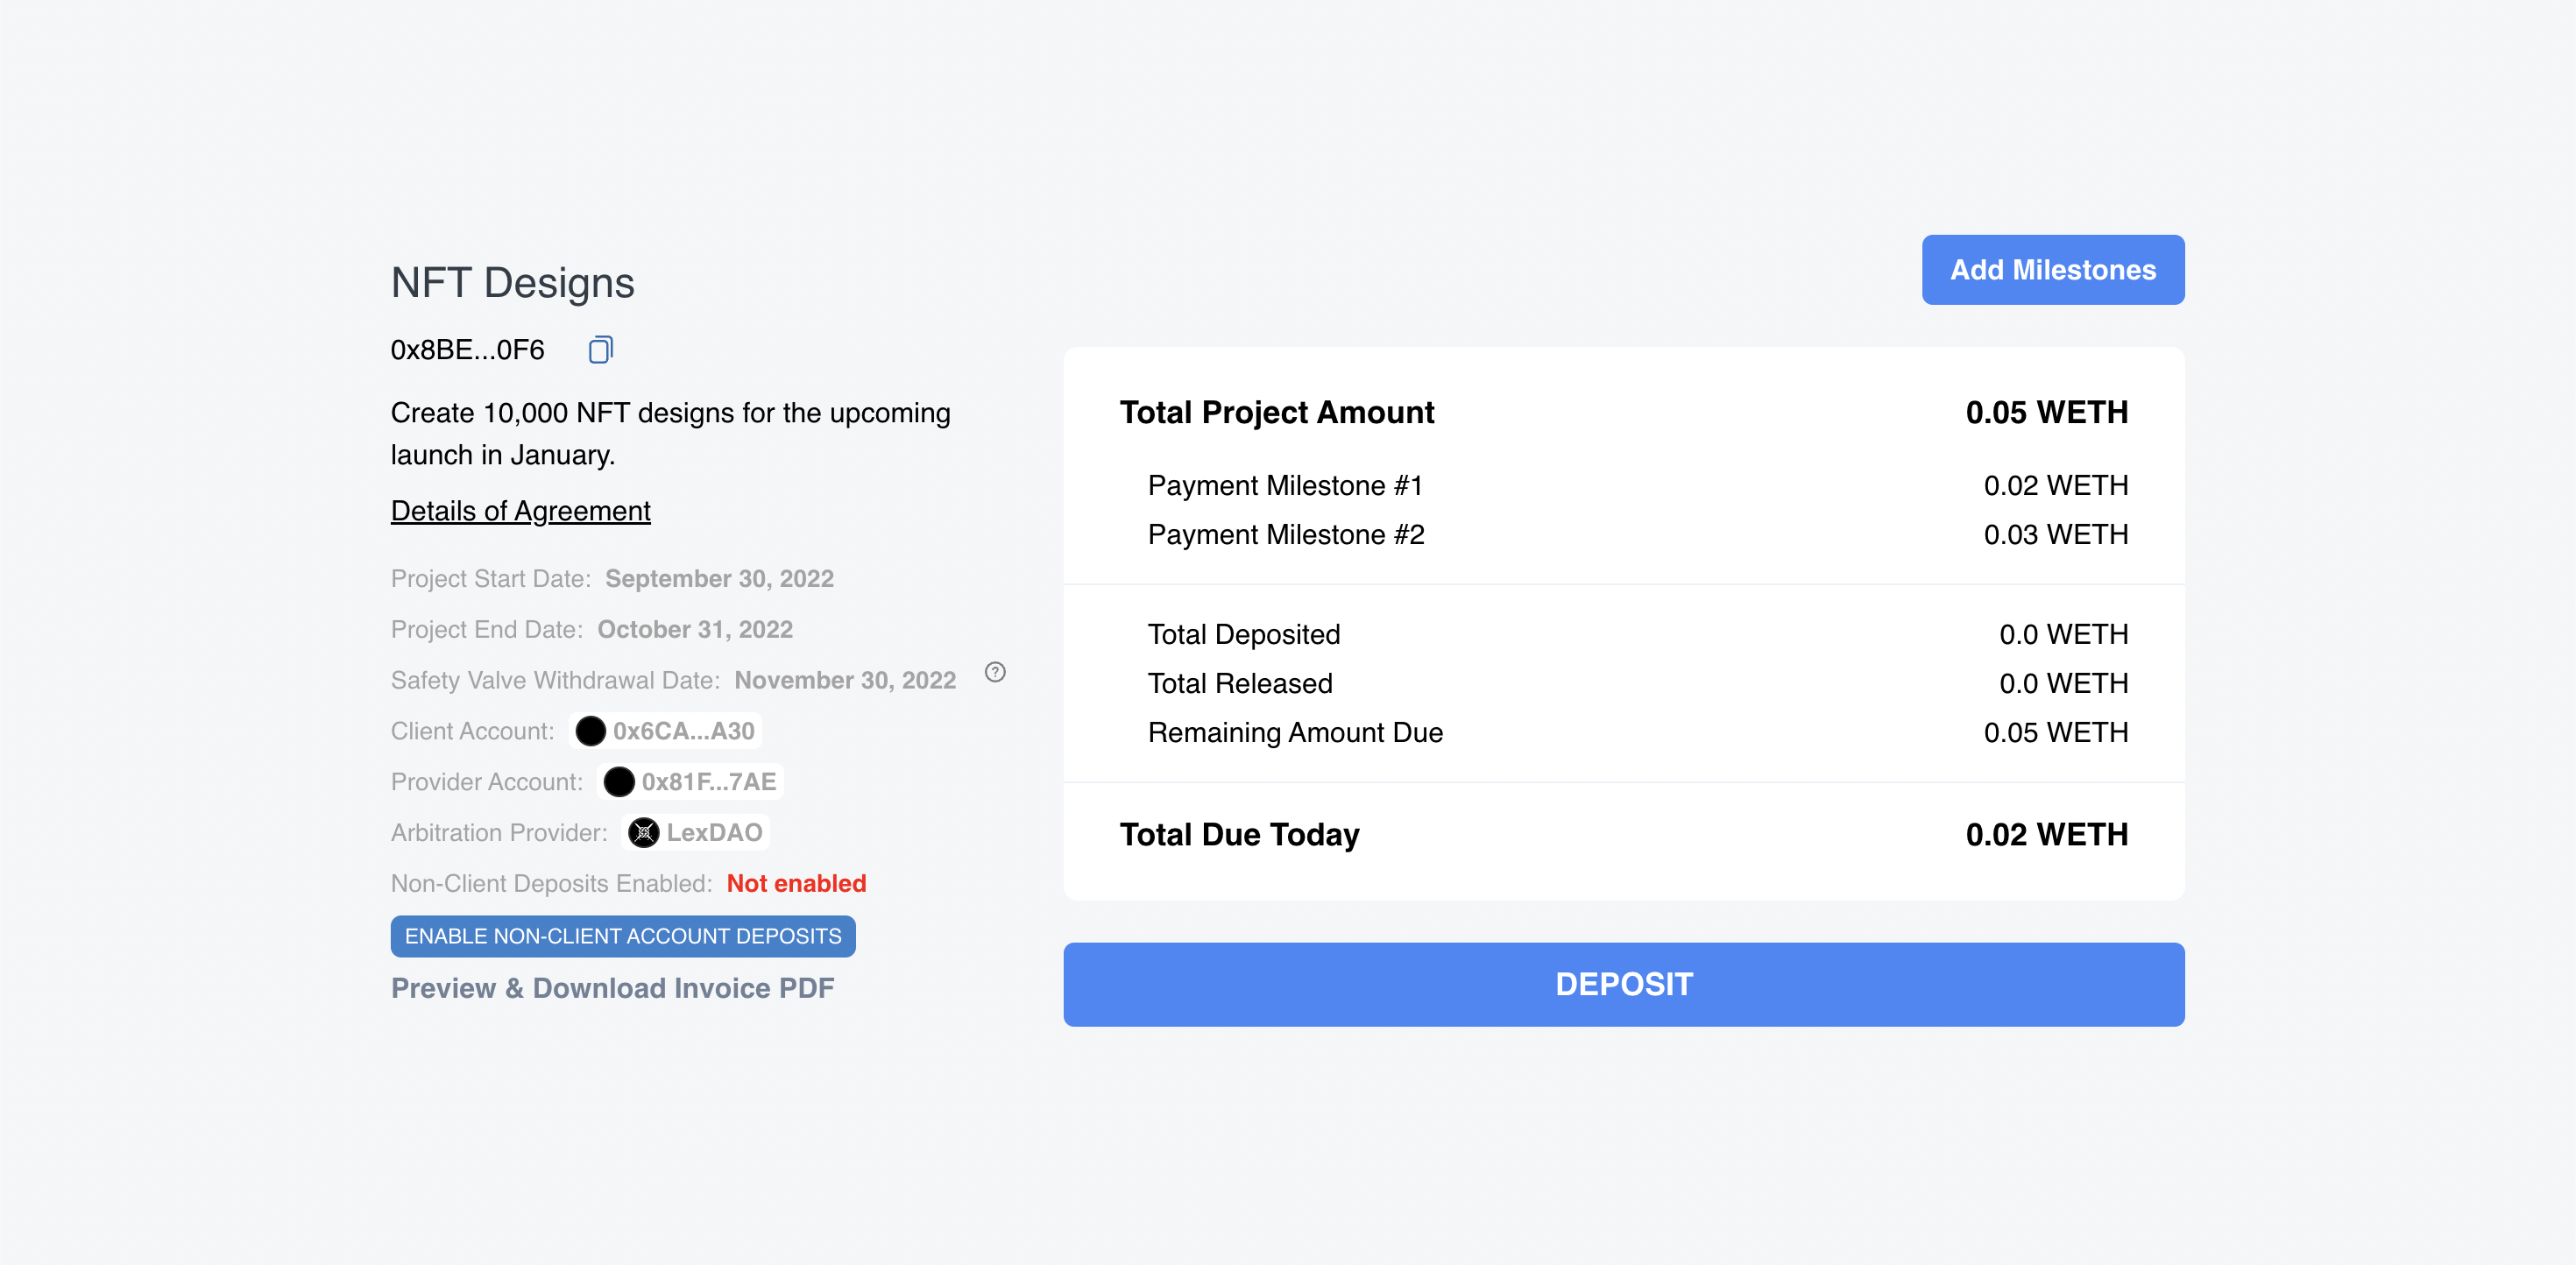 NFT Designs
0x8BE...0F6
Create 10,000 NFT designs for the upcoming
launch in January.
Details of Agreement
Project Start Date: September 30, 2022
Project End Date: October 31, 2022
Safety Valve Withdrawal Date: November 30, 2022 ?
Client Account: 0x6CA...A30
Provider Account: 0x81F...7AE
Arbitration Provider: LexDAO
Non-Client Deposits Enabled: Not enabled
ENABLE NON-CLIENT ACCOUNT DEPOSITS
Preview & Download Invoice PDF
Add Milestones
Total Project Amount 0.05 WETH
Payment Milestone #1 0.02 WETH
Payment Milestone #2 0.03 WETH
Total Deposited 0.0 WETH
Total Released 0.0 WETH
Remaining Amount Due 0.05 WETH
Total Due Today 0.02 WETH
DEPOSIT